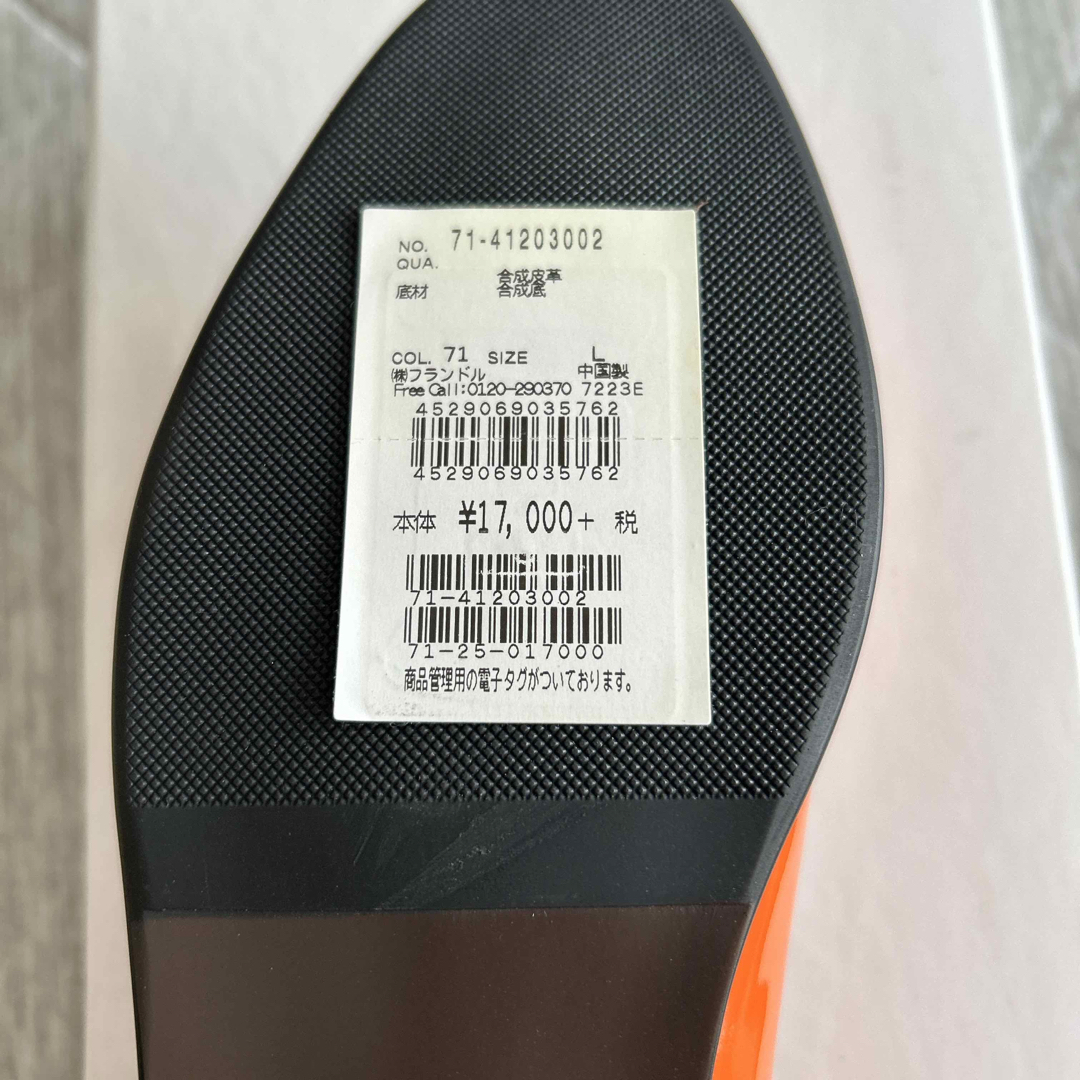 NO. 71-41203002
QUA. 合成皮革
底材 合成底
COL. 71 SIZE L
㈱フランドル 中国製
Free Call:0120-290370 7223E
4529069035762
4529069035762
本体 ¥17,000+ 税
71-41203002
71-25-017000
商品管理用の電子タグがついております。